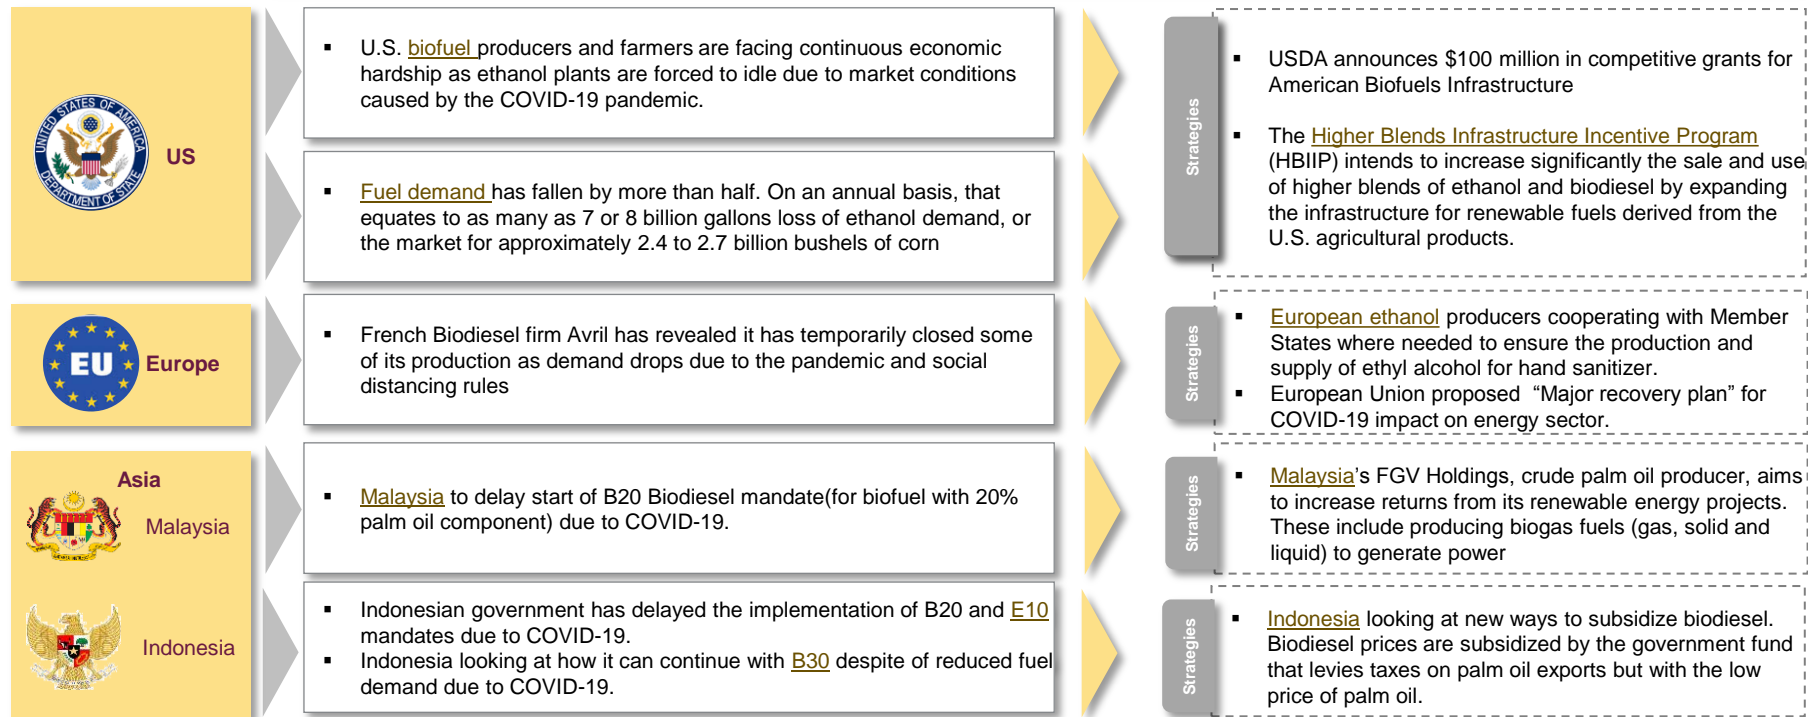 UNITED STATES OF AMERICA
DEPARTMENT OF STATE
US
▪ U.S. biofuel producers and farmers are facing continuous economic
hardship as ethanol plants are forced to idle due to market conditions
caused by the COVID-19 pandemic.
▪ Fuel demand has fallen by more than half. On an annual basis, that
equates to as many as 7 or 8 billion gallons loss of ethanol demand, or
the market for approximately 2.4 to 2.7 billion bushels of corn
Strategies
▪ USDA announces $100 million in competitive grants for
American Biofuels Infrastructure
▪ The Higher Blends Infrastructure Incentive Program
(HBIIP) intends to increase significantly the sale and use
of higher blends of ethanol and biodiesel by expanding
the infrastructure for renewable fuels derived from the
U.S. agricultural products.
EU
Europe
▪ French Biodiesel firm Avril has revealed it has temporarily closed some
of its production as demand drops due to the pandemic and social
distancing rules
Strategies
▪ European ethanol producers cooperating with Member
States where needed to ensure the production and
supply of ethyl alcohol for hand sanitizer.
▪ European Union proposed “Major recovery plan” for
COVID-19 impact on energy sector.
Asia
Malaysia
▪ Malaysia to delay start of B20 Biodiesel mandate(for biofuel with 20%
palm oil component) due to COVID-19.
Strategies
▪ Malaysia’s FGV Holdings, crude palm oil producer, aims
to increase returns from its renewable energy projects.
These include producing biogas fuels (gas, solid and
liquid) to generate power
Indonesia
▪ Indonesian government has delayed the implementation of B20 and E10
mandates due to COVID-19.
▪ Indonesia looking at how it can continue with B30 despite of reduced fuel
demand due to COVID-19.
Strategies
▪ Indonesia looking at new ways to subsidize biodiesel.
Biodiesel prices are subsidized by the government fund
that levies taxes on palm oil exports but with the low
price of palm oil.